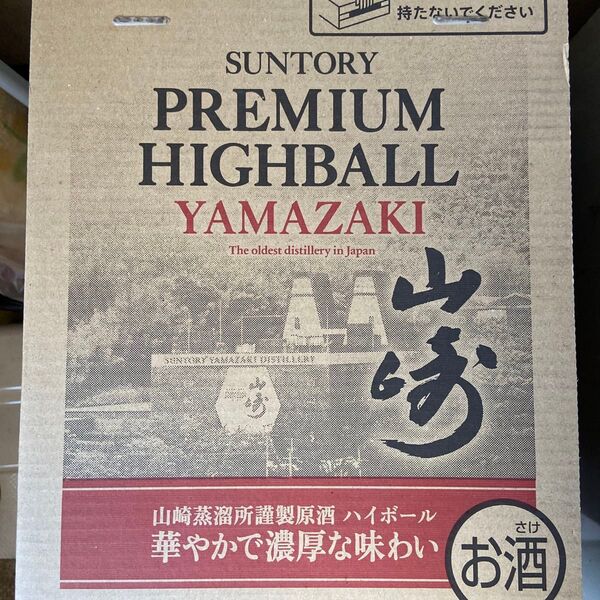 持たないでください
SUNTORY
PREMIUM
HIGHBALL
YAMAZAKI
The oldest distillery in Japan
山崎
SUNTORY YAMAZAKI DISTILLERY
山崎
山崎蒸溜所謹製原酒 ハイボール
華やかで濃厚な味わい
さけ
お酒